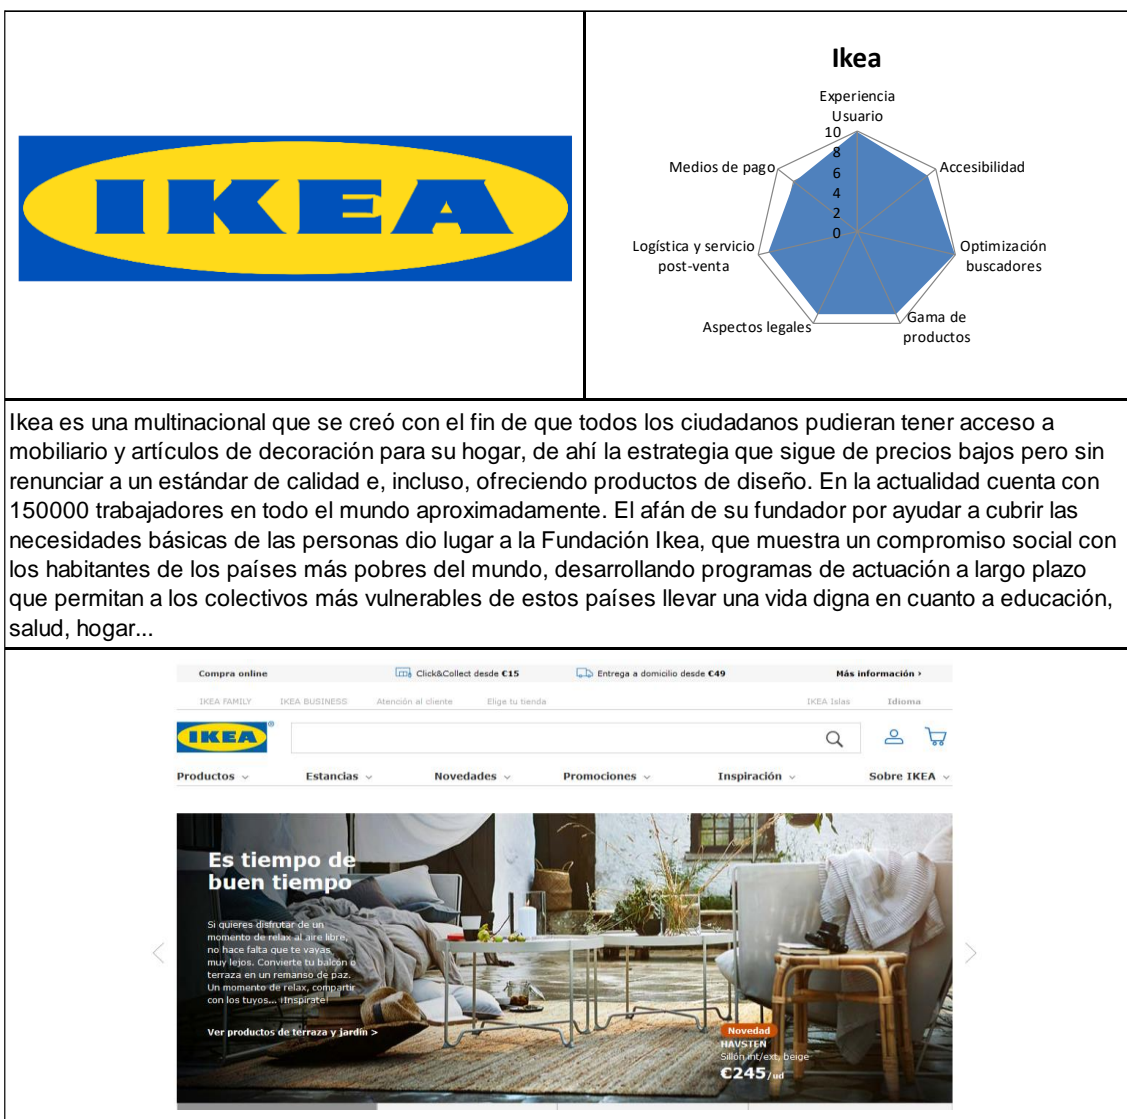 IKEA
Ikea
Experiencia
Usuario
10
8
6
4
2
0
Medios de pago
Accesibilidad
Logística y servicio
post-venta
Optimización
buscadores
Aspectos legales
Gama de
productos
Ikea es una multinacional que se creó con el fin de que todos los ciudadanos pudieran tener acceso a
mobiliario y artículos de decoración para su hogar, de ahí la estrategia que sigue de precios bajos pero sin
renunciar a un estándar de calidad e, incluso, ofreciendo productos de diseño. En la actualidad cuenta con
150000 trabajadores en todo el mundo aproximadamente. El afán de su fundador por ayudar a cubrir las
necesidades básicas de las personas dio lugar a la Fundación Ikea, que muestra un compromiso social con
los habitantes de los países más pobres del mundo, desarrollando programas de actuación a largo plazo
que permitan a los colectivos más vulnerables de estos países llevar una vida digna en cuanto a educación,
salud, hogar...
Compra online Click&Collect desde €15 Entrega a domicilio desde €49 Más información ›
IKEA FAMILY IKEA BUSINESS Atención al cliente Elige tu tienda IKEA Islas Idioma
IKEA®
Productos Estancias Novedades Promociones Inspiración Sobre IKEA
Es tiempo de
buen tiempo
Si quieres disfrutar de un
momento de relax al aire libre,
no hace falta que te vayas
muy lejos. Convierte tu balcón o
terraza en un remanso de paz.
Un momento de relax, compartir
con los tuyos... ¡Inspírate!
Ver productos de terraza y jardín >
Novedad
HAVSTEN
Sillón int/ext, beige
€245/ud